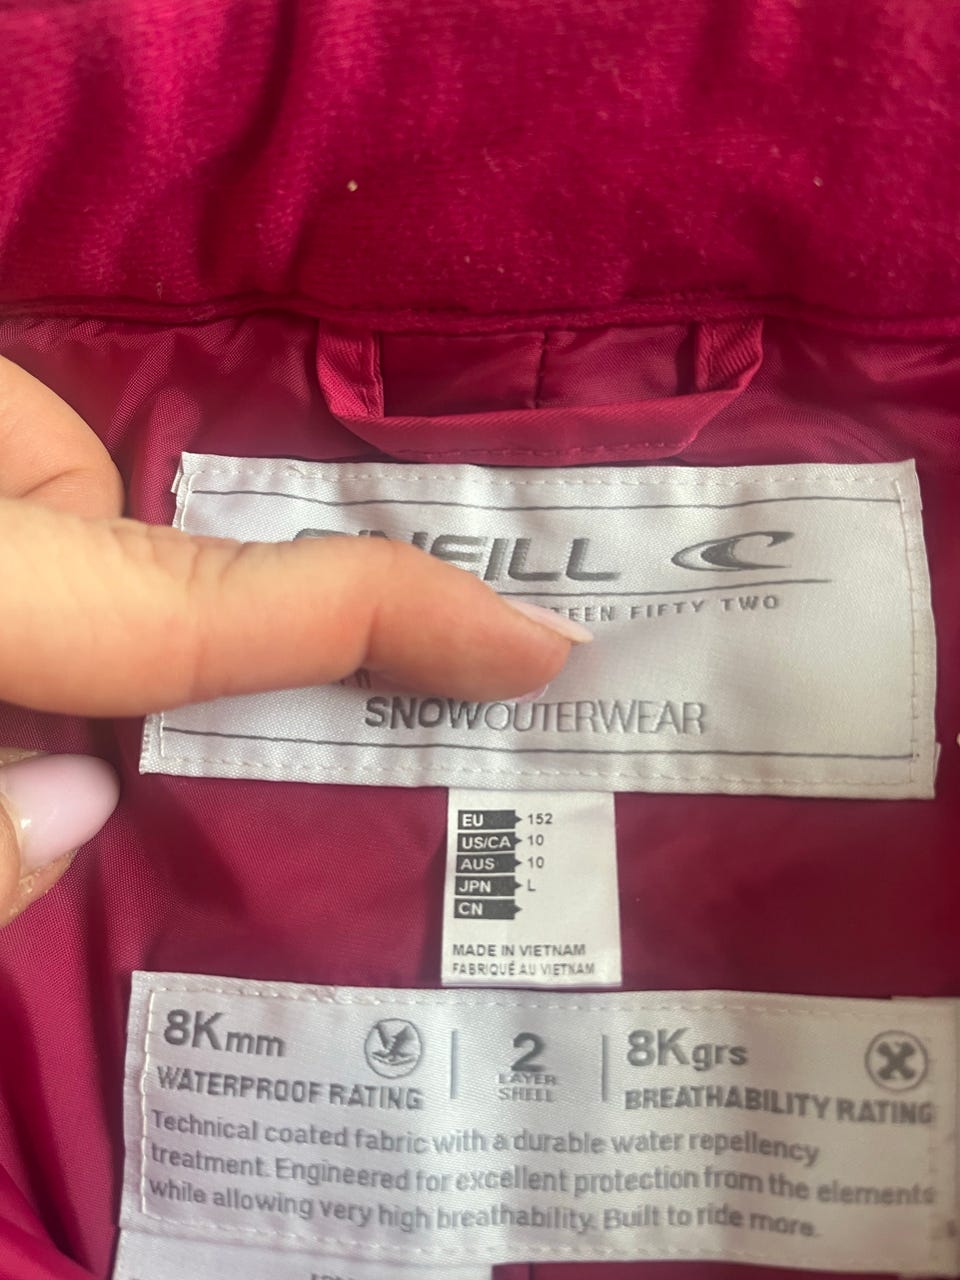 EEN FIFTY TWO
SNOWOUTERWEAR
EU 152
US/CA 10
AUS 10
JPN L
CN
MADE IN VIETNAM
FABRIQUÉ AU VIETNAM
8Kmm
WATERPROOF RATING
2
LAYER
SHELL
8Kgrs
BREATHABILITY RATING
Technical coated fabric with a durable water repellency
treatment. Engineered for excellent protection from the elements
while allowing very high breathability. Built to ride more.